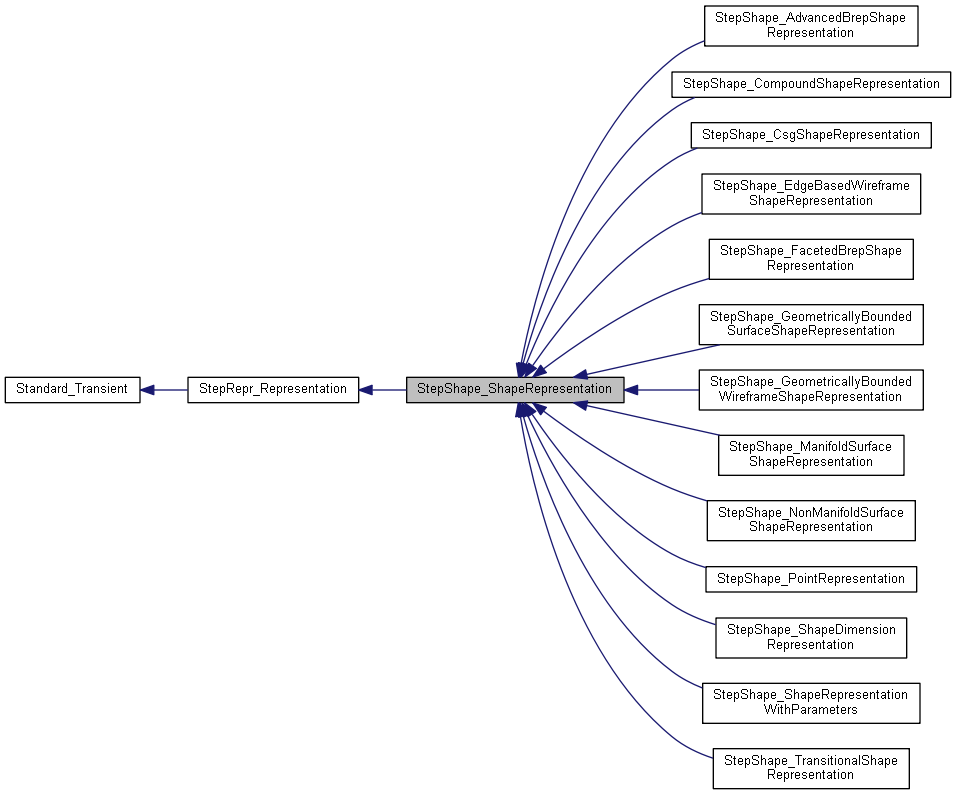 StepShape_AdvancedBrepShape
Representation
StepShape_CompoundShapeRepresentation
StepShape_CsgShapeRepresentation
StepShape_EdgeBasedWireframe
ShapeRepresentation
StepShape_FacetedBrepShape
Representation
StepShape_GeometricallyBounded
SurfaceShapeRepresentation
Standard_Transient
StepRepr_Representation
StepShape_ShapeRepresentation
StepShape_GeometricallyBounded
WireframeShapeRepresentation
StepShape_ManifoldSurface
ShapeRepresentation
StepShape_NonManifoldSurface
ShapeRepresentation
StepShape_PointRepresentation
StepShape_ShapeDimension
Representation
StepShape_ShapeRepresentation
WithParameters
StepShape_TransitionalShape
Representation